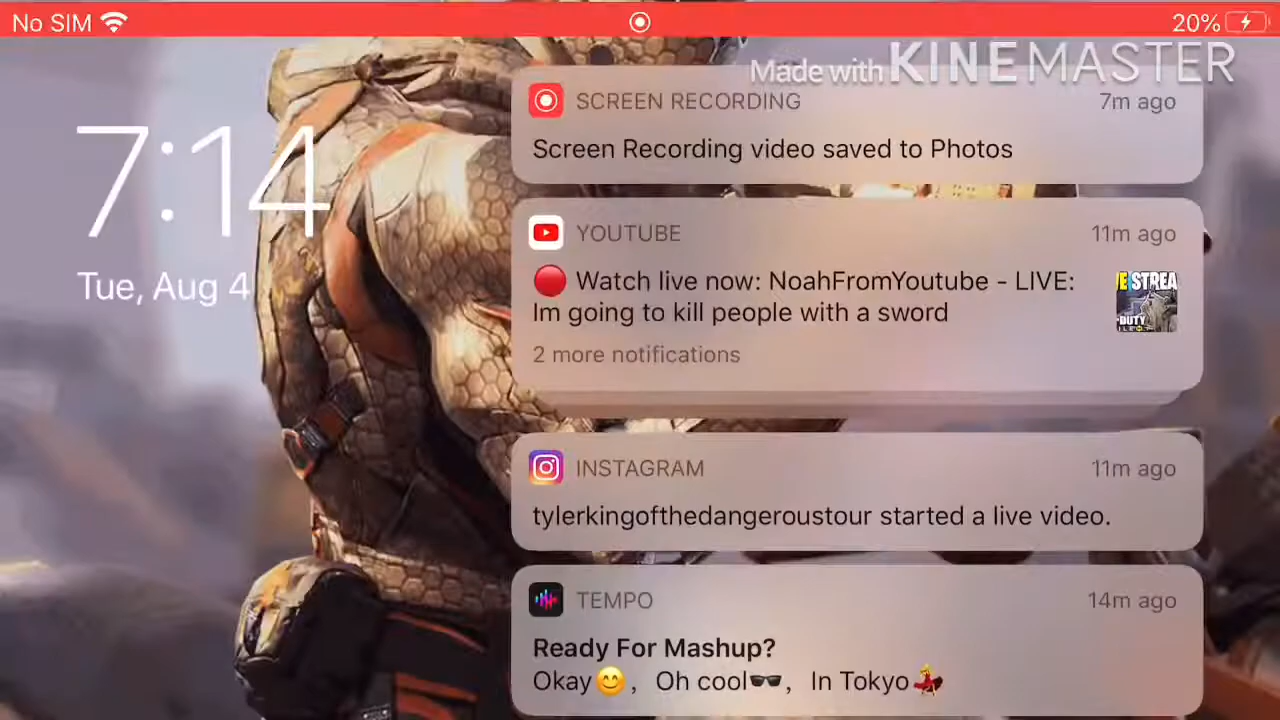 No SIM
20%
Made with KINEMASTER
7:14
Tue, Aug 4
SCREEN RECORDING
7m ago
Screen Recording video saved to Photos
YOUTUBE
11m ago
🔴 Watch live now: NoahFromYoutube - LIVE:
Im going to kill people with a sword
E STREA
DUTY
2 more notifications
INSTAGRAM
11m ago
tylerkingofthedangeroustour started a live video.
TEMPO
14m ago
Ready For Mashup?
Okay😊, Oh cool🕶️, In Tokyo💃